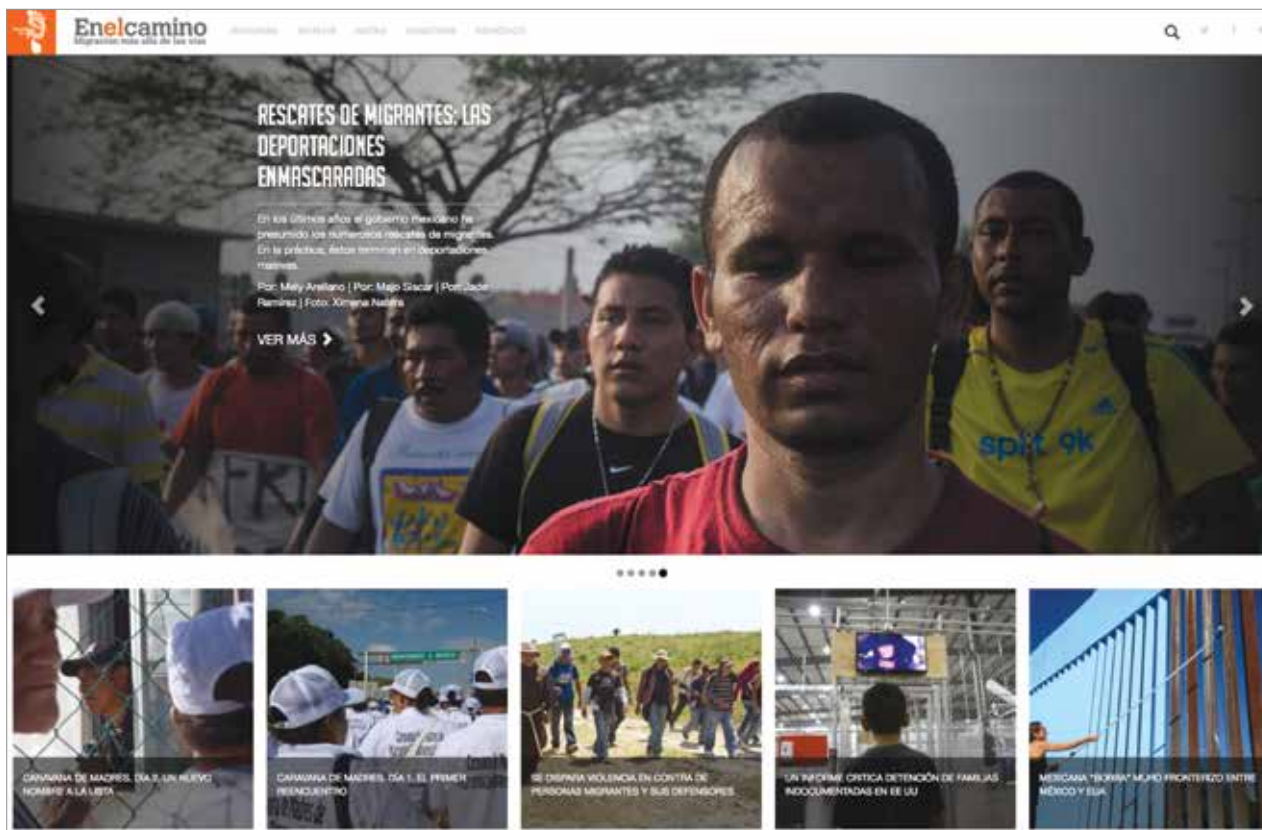 Enelcamino
Migración más allá de las vías
RESCATES DE MIGRANTES: LAS
DEPORTACIONES
ENMASCARADAS
En los últimos años el gobierno mexicano ha
presumido los numerosos rescates de migrantes.
En la práctica, éstos terminan en deportaciones
masivas.
Por: Mely Arellano | Por: Majo Siscar | Por: Jade
Ramírez | Foto: Ximena Natera
VER MÁS
FRI
split 9k
CARAVANA DE MADRES. DÍA 2. UN NUEVO
NOMBRE A LA LISTA
CARAVANA DE MADRES. DÍA 1. EL PRIMER
REENCUENTRO
SE DISPARA VIOLENCIA EN CONTRA DE
PERSONAS MIGRANTES Y SUS DEFENSORES
UN INFORME CRITICA DETENCIÓN DE FAMILIAS
INDOCUMENTADAS EN EE UU
MEXICANA "BORRA" MURO FRONTERIZO ENTRE
MÉXICO Y EUA